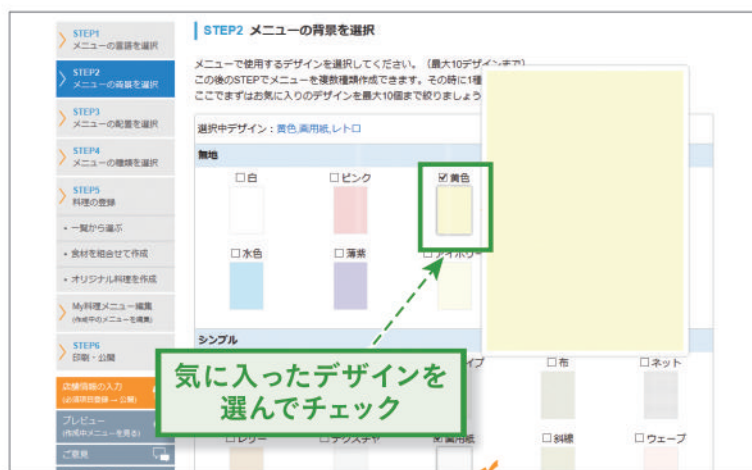 STEP1
メニューの言語を選択
STEP2
メニューの背景を選択
STEP3
メニューの配置を選択
STEP4
メニューの種類を選択
STEP5
料理の登録
一覧から選ぶ
食材を組合せて作成
オリジナル料理を作成
My料理メニュー編集
(作成中のメニューを編集)
STEP6
印刷・公開
店舗情報の入力
(必須項目登録→公開)
プレビュー
(作成中メニューを見る)
ご意見
STEP2 メニューの背景を選択
メニューで使用するデザインを選択してください。(最大10デザインまで)
この後のSTEPでメニューを複数種類作成できます。その時に1種
ここでまずはお気に入りのデザインを最大10個まで絞りましょう
選択中デザイン：黄色,画用紙,レトロ
無地
白 ピンク 黄色
水色 薄紫 アイボリー
シンプル
イプ 布 ネット
気に入ったデザインを
選んでチェック
レザー テクスチャ 画用紙 斜線 ウェーブ